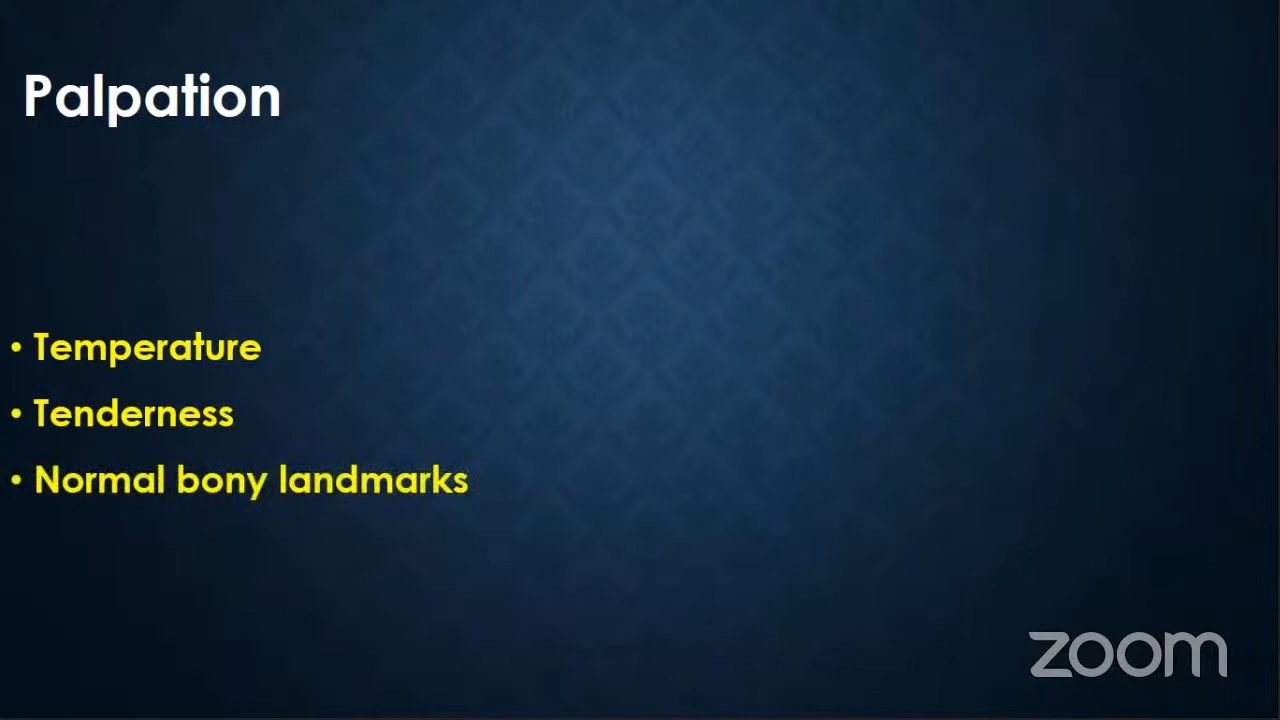 Palpation
• Temperature
• Tenderness
• Normal bony landmarks
zoom